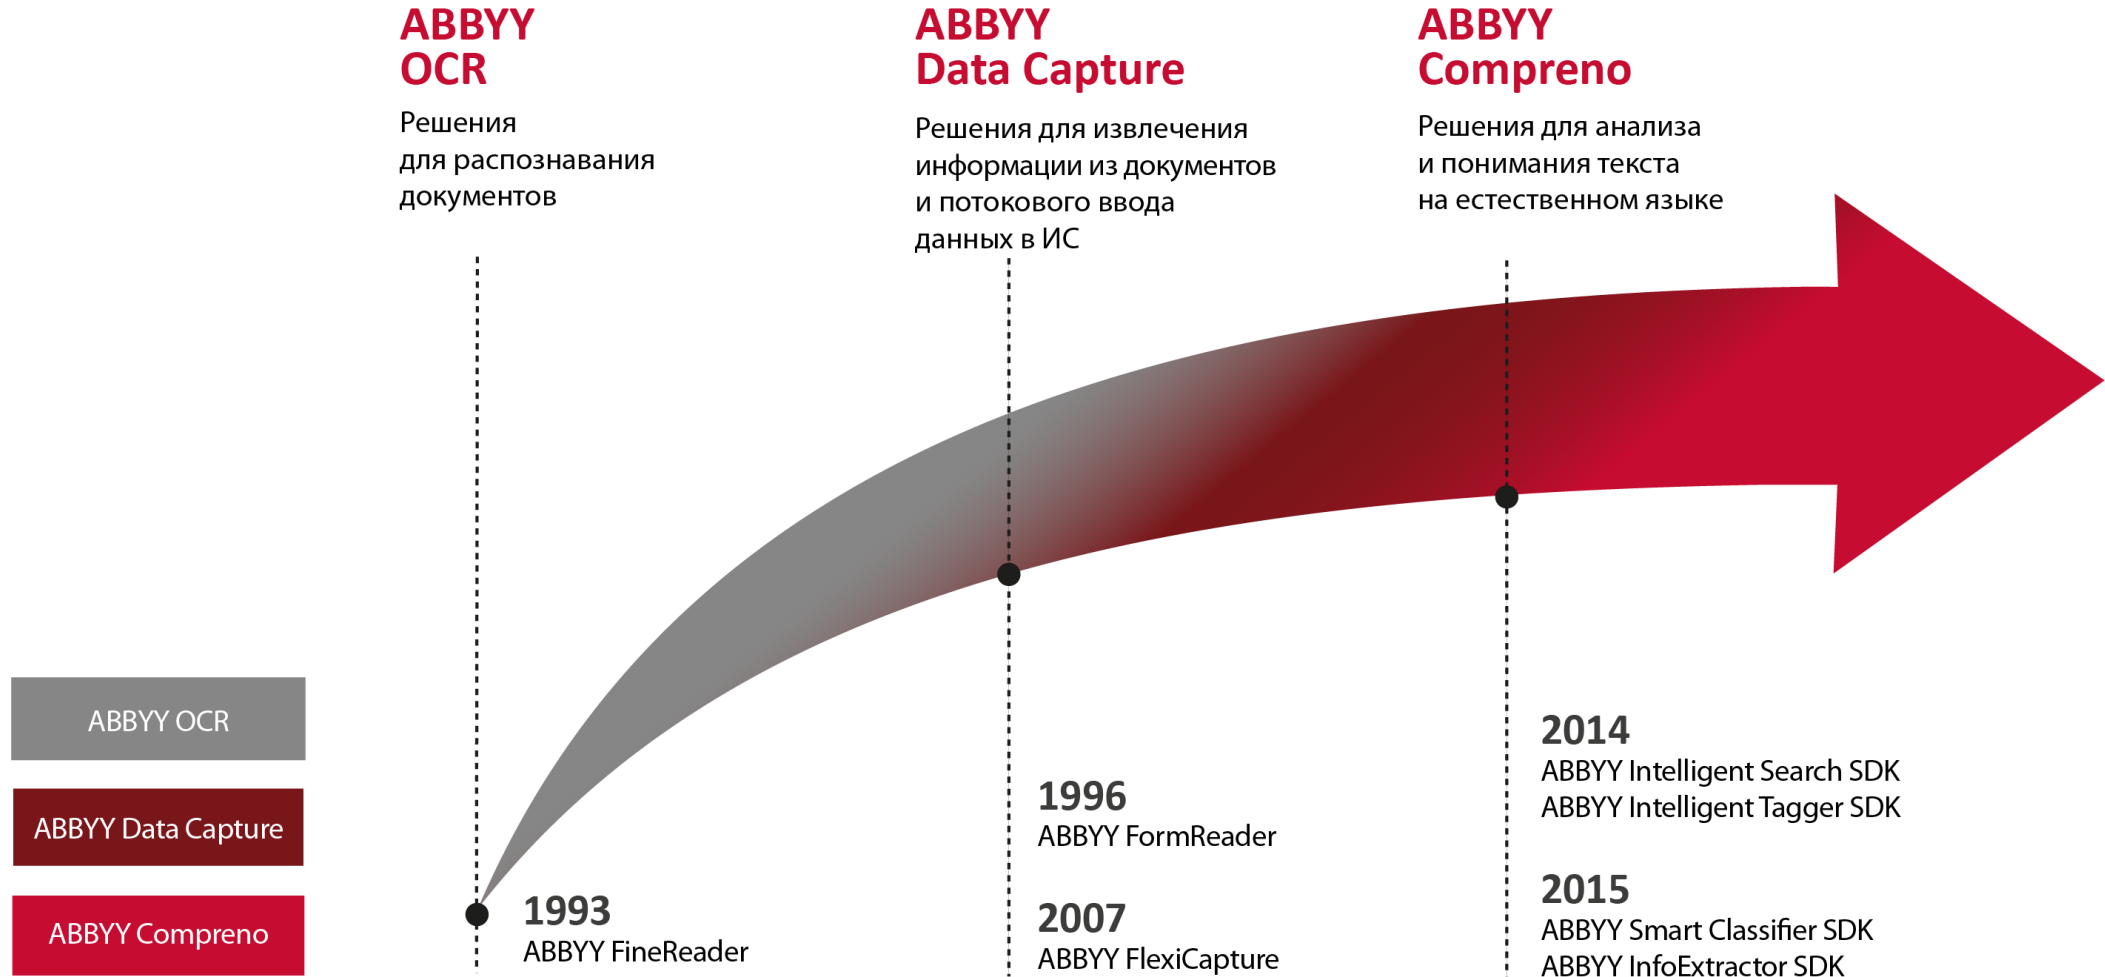 ABBYY
OCR
Решения
для распознавания
документов
ABBYY
Data Capture
Решения для извлечения
информации из документов
и потокового ввода
данных в ИС
ABBYY
Compreno
Решения для анализа
и понимания текста
на естественном языке
ABBYY OCR
ABBYY Data Capture
ABBYY Compreno
1993
ABBYY FineReader
1996
ABBYY FormReader
2007
ABBYY FlexiCapture
2014
ABBYY Intelligent Search SDK
ABBYY Intelligent Tagger SDK
2015
ABBYY Smart Classifier SDK
ABBYY InfoExtractor SDK